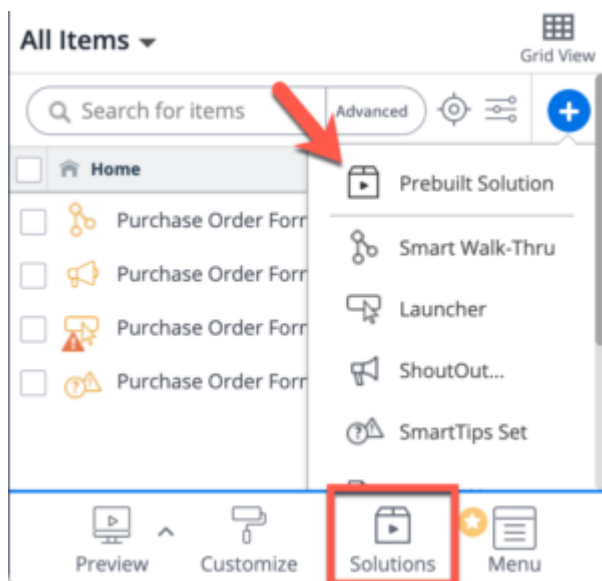 All Items
Grid View
Search for items
Advanced
Home
Prebuilt Solution
Purchase Order Forr
Smart Walk-Thru
Purchase Order Forr
Launcher
Purchase Order Forr
ShoutOut...
Purchase Order Forr
SmartTips Set
Preview
Customize
Solutions
Menu